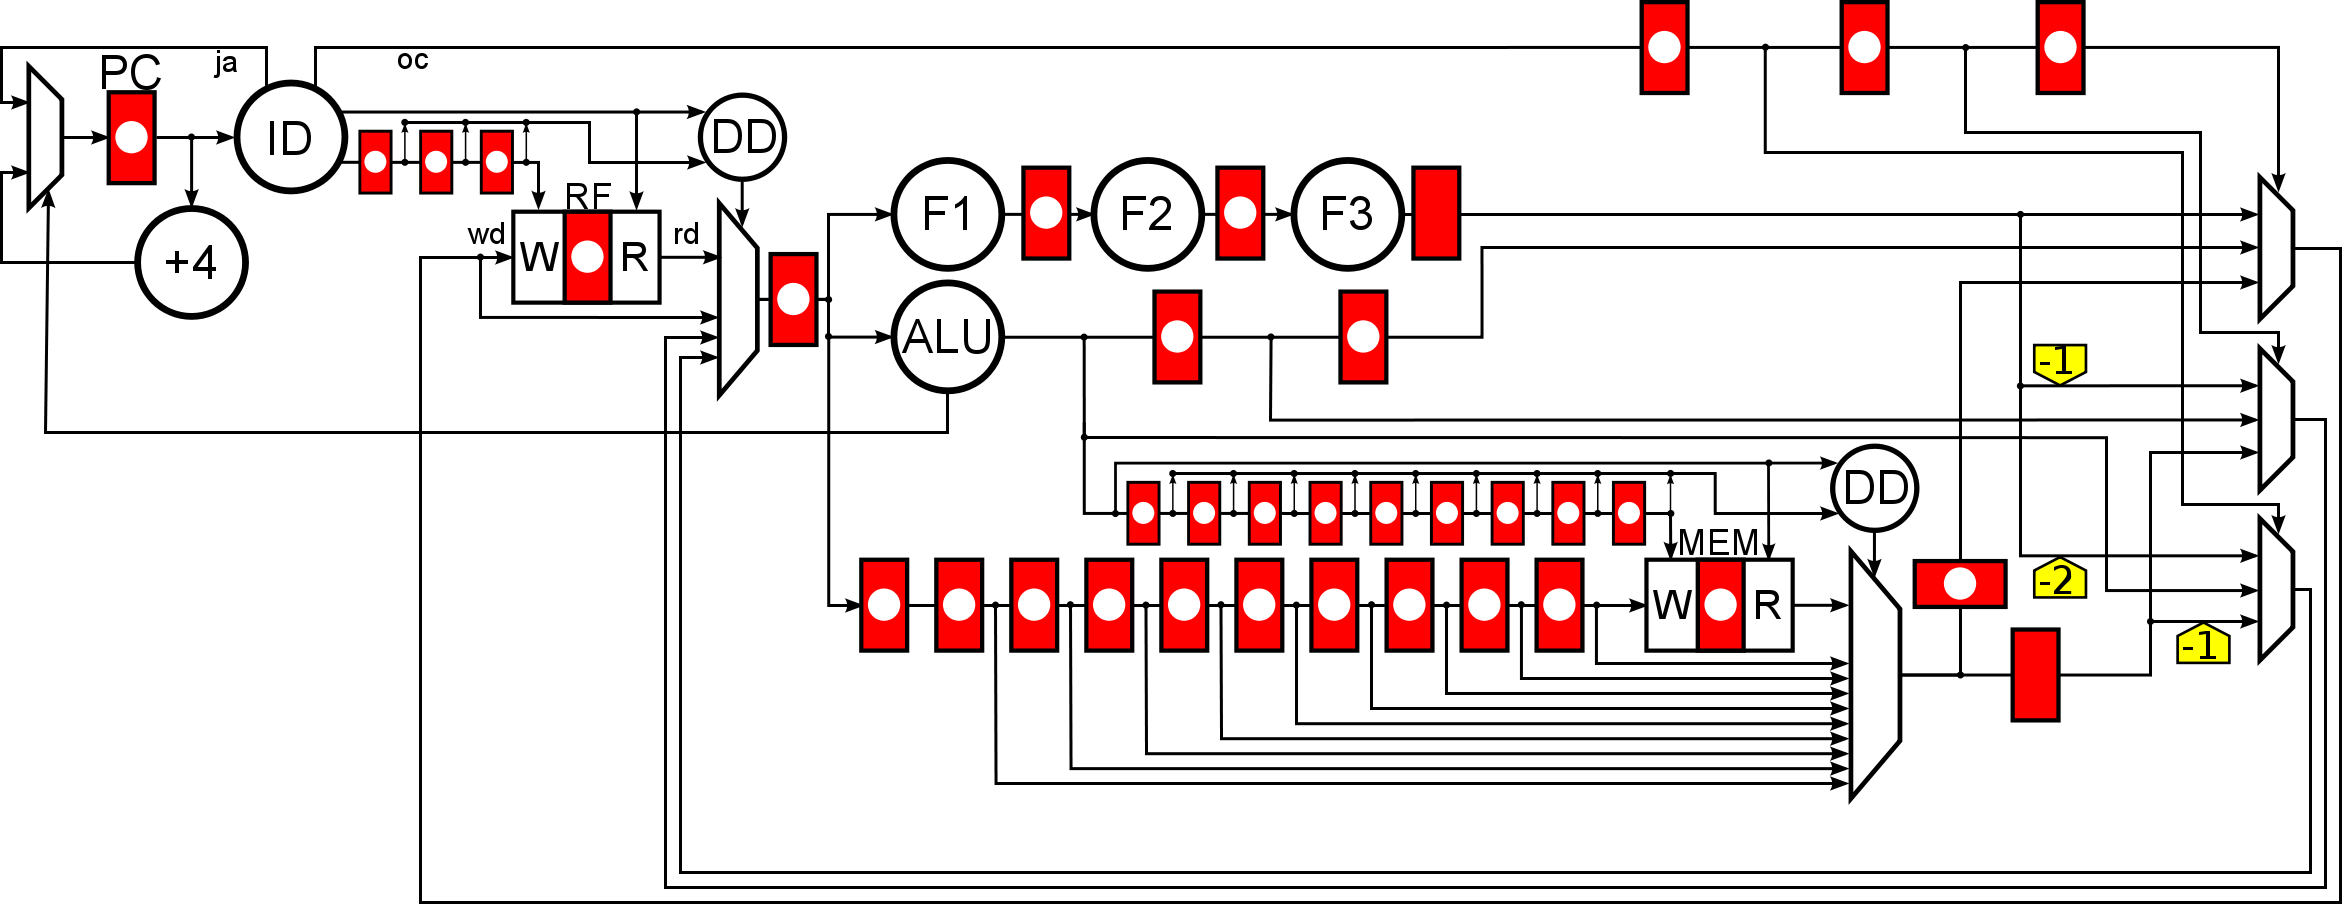 PC
ja
oc
ID
DD
+4
RF
wd
W
R
rd
F1
F2
F3
ALU
-1
DD
MEM
W
R
-2
-1